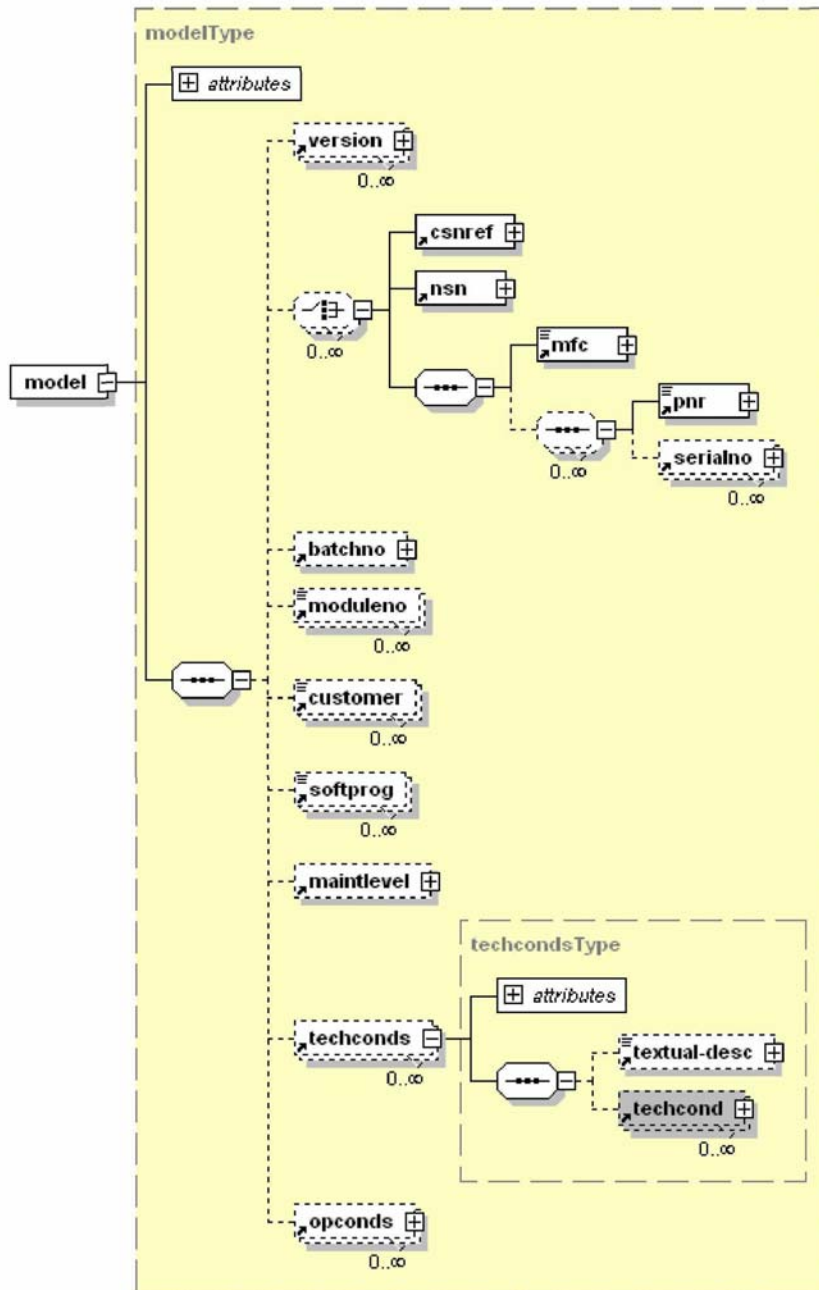 modelType
attributes
version
0..∞
csnref
nsn
0..∞
mfc
model
pnr
0..∞
serialno
0..∞
batchno
moduleno
0..∞
customer
0..∞
softprog
0..∞
maintlevel
techcondsType
attributes
techconds
0..∞
textual-desc
techcond
0..∞
opconds
0..∞